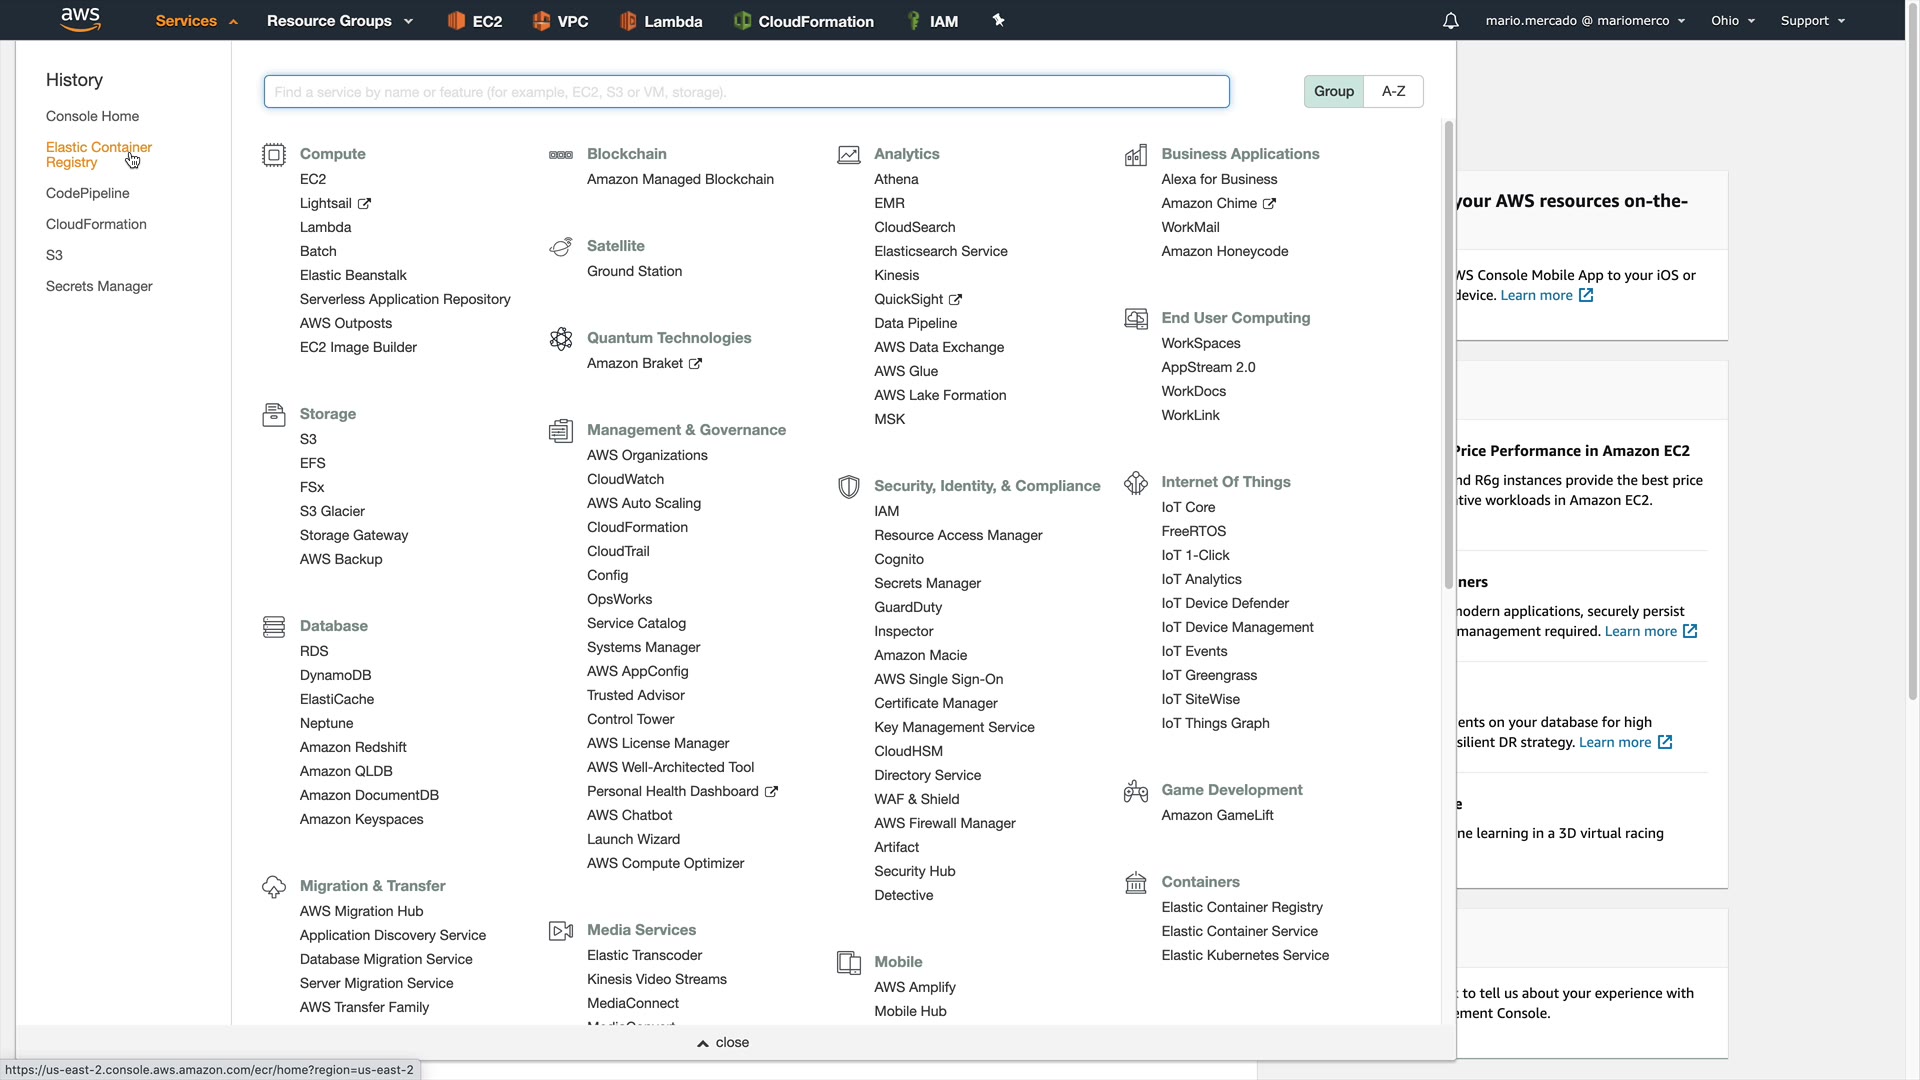 aws
Services
Resource Groups
EC2
VPC
Lambda
CloudFormation
IAM
mario.mercado @ mariomerco
Ohio
Support
History
Console Home
Elastic Container
Registry
CodePipeline
CloudFormation
S3
Secrets Manager
Find a service by name or feature (for example, EC2, S3 or VM, storage).
Group
A-Z
Compute
EC2
Lightsail
Lambda
Batch
Elastic Beanstalk
Serverless Application Repository
AWS Outposts
EC2 Image Builder
Storage
S3
EFS
FSx
S3 Glacier
Storage Gateway
AWS Backup
Database
RDS
DynamoDB
ElastiCache
Neptune
Amazon Redshift
Amazon QLDB
Amazon DocumentDB
Amazon Keyspaces
Migration & Transfer
AWS Migration Hub
Application Discovery Service
Database Migration Service
Server Migration Service
AWS Transfer Family
Blockchain
Amazon Managed Blockchain
Satellite
Ground Station
Quantum Technologies
Amazon Braket
Management & Governance
AWS Organizations
CloudWatch
AWS Auto Scaling
CloudFormation
CloudTrail
Config
OpsWorks
Service Catalog
Systems Manager
AWS AppConfig
Trusted Advisor
Control Tower
AWS License Manager
AWS Well-Architected Tool
Personal Health Dashboard
AWS Chatbot
Launch Wizard
AWS Compute Optimizer
Media Services
Elastic Transcoder
Kinesis Video Streams
MediaConnect
Analytics
Athena
EMR
CloudSearch
Elasticsearch Service
Kinesis
QuickSight
Data Pipeline
AWS Data Exchange
AWS Glue
AWS Lake Formation
MSK
Security, Identity, & Compliance
IAM
Resource Access Manager
Cognito
Secrets Manager
GuardDuty
Inspector
Amazon Macie
AWS Single Sign-On
Certificate Manager
Key Management Service
CloudHSM
Directory Service
WAF & Shield
AWS Firewall Manager
Artifact
Security Hub
Detective
Mobile
AWS Amplify
Mobile Hub
Business Applications
Alexa for Business
Amazon Chime
WorkMail
Amazon Honeycode
End User Computing
WorkSpaces
AppStream 2.0
WorkDocs
WorkLink
Internet Of Things
IoT Core
FreeRTOS
IoT 1-Click
IoT Analytics
IoT Device Defender
IoT Device Management
IoT Events
IoT Greengrass
IoT SiteWise
IoT Things Graph
Game Development
Amazon GameLift
Containers
Elastic Container Registry
Elastic Container Service
Elastic Kubernetes Service
your AWS resources on-the-
WS Console Mobile App to your iOS or
device. Learn more
Price Performance in Amazon EC2
nd R6g instances provide the best price
tive workloads in Amazon EC2.
ners
modern applications, securely persist
management required. Learn more
ents on your database for high
silient DR strategy. Learn more
e
ne learning in a 3D virtual racing
to tell us about your experience with
ement Console.
close
https://us-east-2.console.aws.amazon.com/ecr/home?region=us-east-2